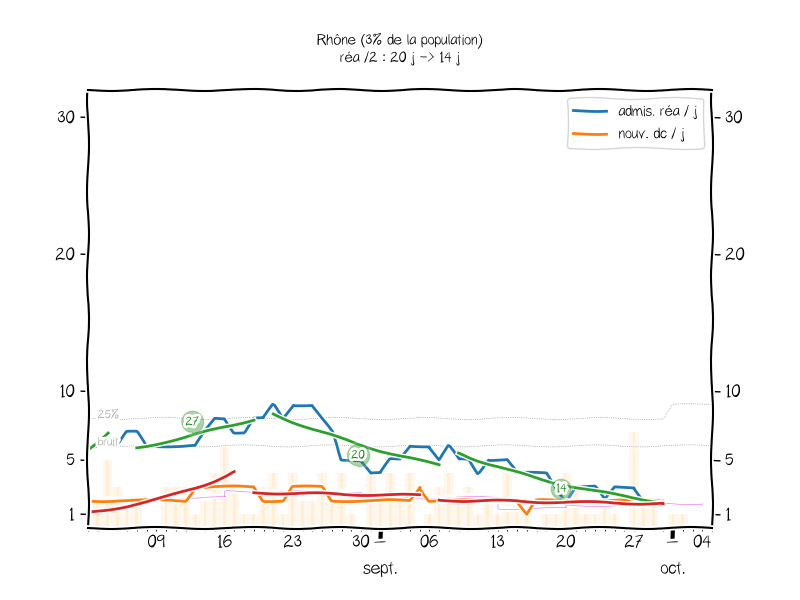 Rhône (3% de la population)
réa /2 : 20 j -> 14 j
admis. réa / j
nouv. dc / j
30
30
20
20
10
10
25%
27
bruit
20
5
5
14
1
1
09 16 23 30 06 13 20 27 04
sept. oct.